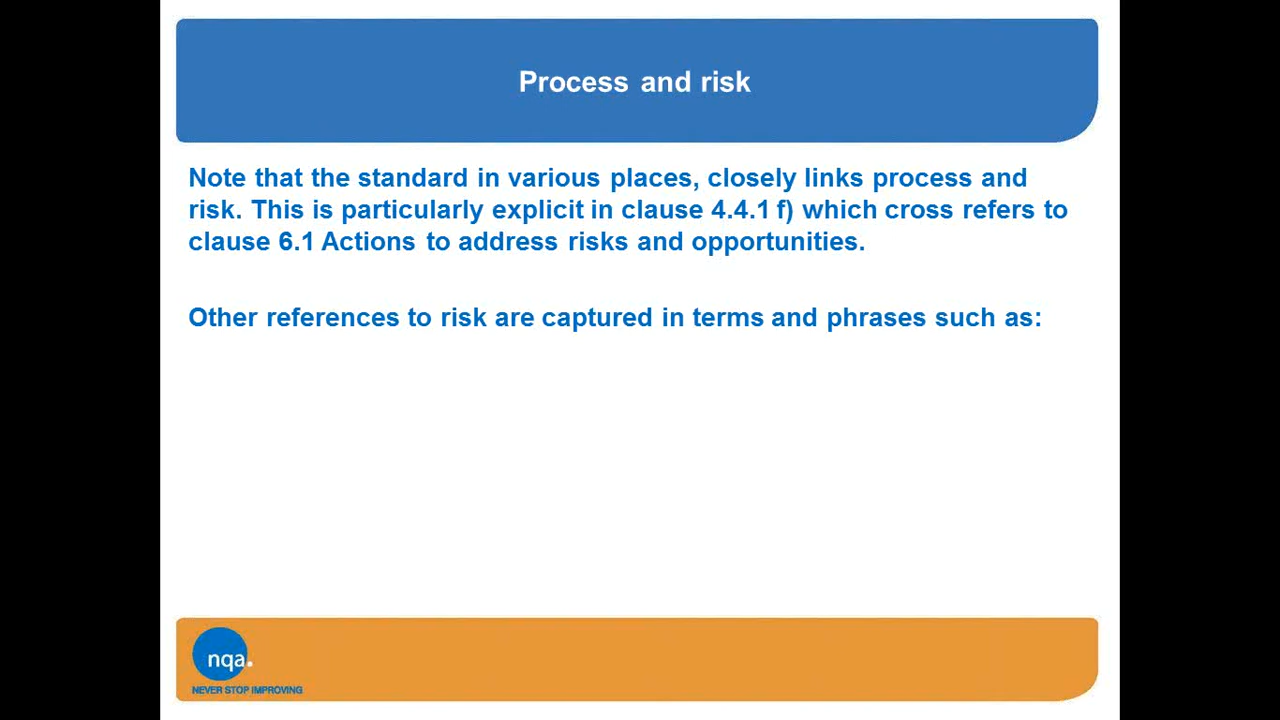 Process and risk
Note that the standard in various places, closely links process and
risk. This is particularly explicit in clause 4.4.1 f) which cross refers to
clause 6.1 Actions to address risks and opportunities.
Other references to risk are captured in terms and phrases such as:
nqa.
NEVER STOP IMPROVING